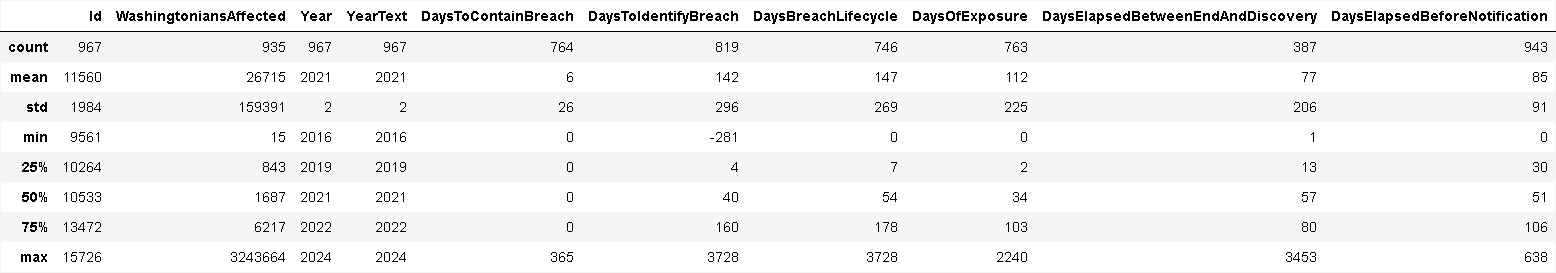 Id WashingtoniansAffected Year YearText DaysToContainBreach DaysToIdentifyBreach DaysBreachLifecycle DaysOfExposure DaysElapsedBetweenEndAndDiscovery DaysElapsedBeforeNotification
count 967 935 967 967 764 819 746 763 387 943
mean 11560 26715 2021 2021 6 142 147 112 77 85
std 1984 159391 2 2 26 296 269 225 206 91
min 9561 15 2016 2016 0 -281 0 0 1 0
25% 10264 843 2019 2019 0 4 7 2 13 30
50% 10533 1687 2021 2021 0 40 54 34 57 51
75% 13472 6217 2022 2022 0 160 178 103 80 106
max 15726 3243664 2024 2024 365 3728 3728 2240 3453 638